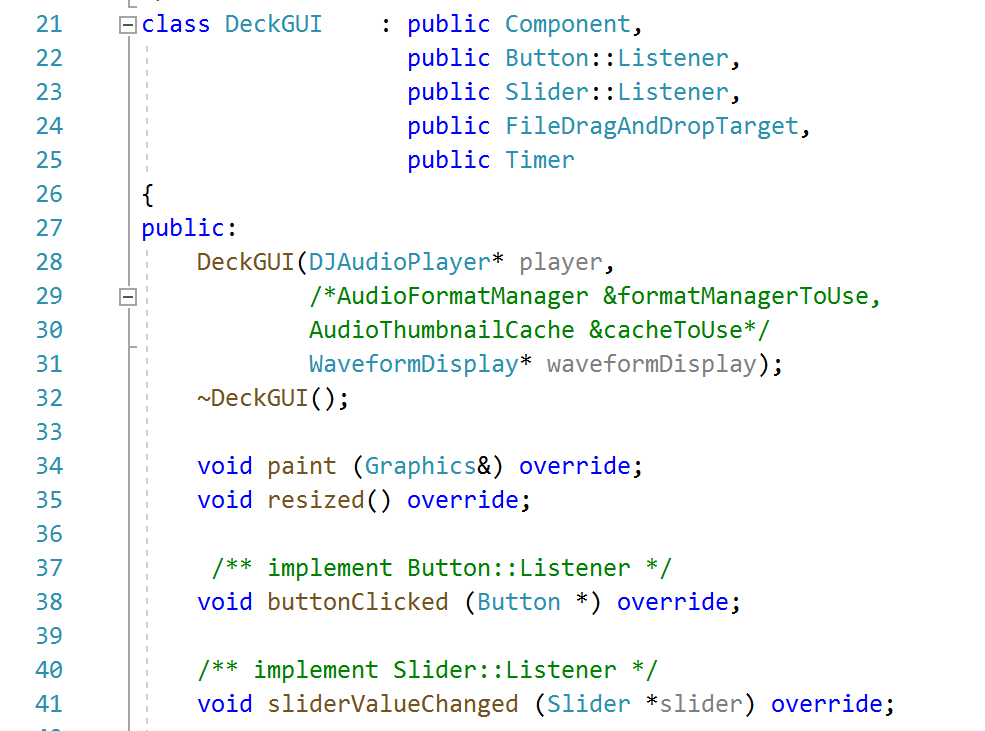 21 class DeckGUI    : public Component,
22                   public Button::Listener,
23                   public Slider::Listener,
24                   public FileDragAndDropTarget,
25                   public Timer
26 {
27 public:
28     DeckGUI(DJAudioPlayer* player,
29             /*AudioFormatManager &formatManagerToUse,
30             AudioThumbnailCache &cacheToUse*/
31             WaveformDisplay* waveformDisplay);
32     ~DeckGUI();
33
34     void paint (Graphics&) override;
35     void resized() override;
36
37      /** implement Button::Listener */
38     void buttonClicked (Button *) override;
39
40     /** implement Slider::Listener */
41     void sliderValueChanged (Slider *slider) override;